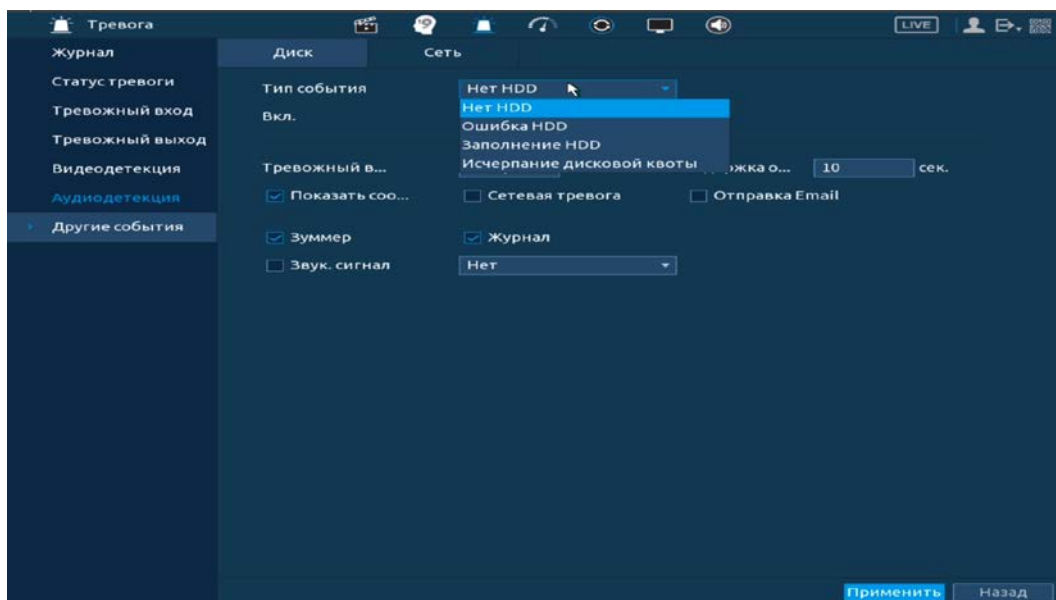 Тревога LIVE
Журнал Диск Сеть
Статус тревоги Тип события Нет HDD
Тревожный вход Вкл. Нет HDD
Ошибка HDD
Тревожный выход Заполнение HDD
Видеодетекция Тревожный в... Исчерпание дисковой квоты 10 сек.
Аудиодетекция Показать соо... Сетевая тревога Отправка Email
Другие события Зуммер Журнал
Звук. сигнал Нет
Применить Назад